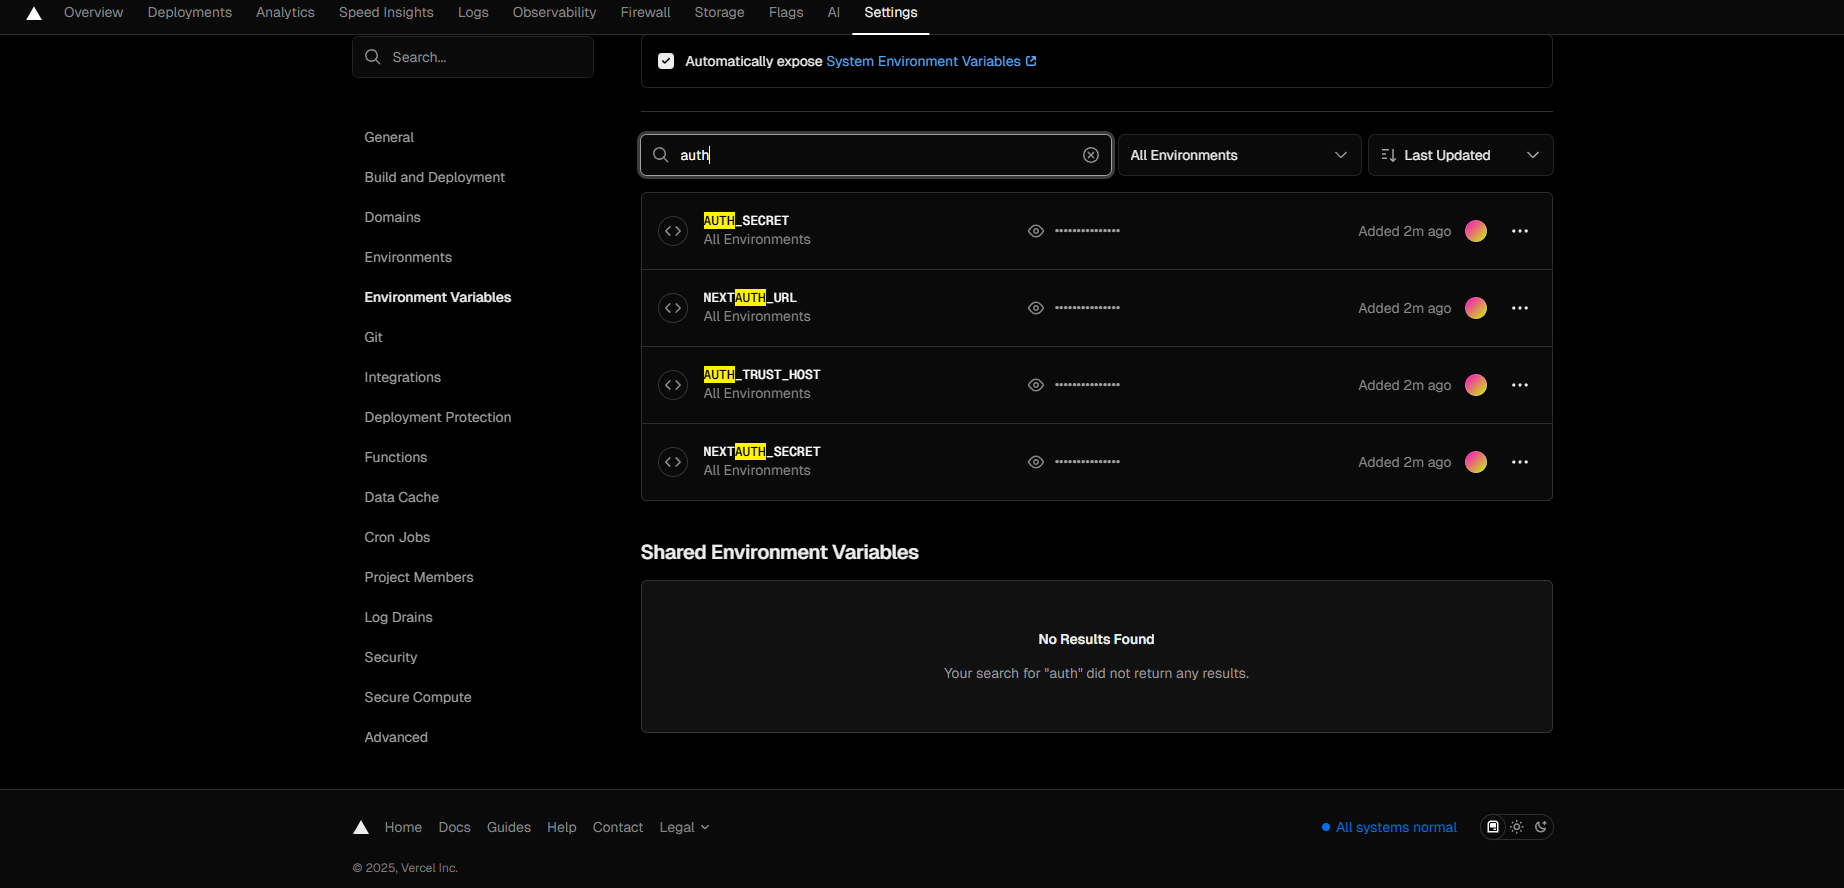 Overview Deployments Analytics Speed Insights Logs Observability Firewall Storage Flags AI Settings
Search...
Automatically expose System Environment Variables
General
Build and Deployment
Domains
Environments
Environment Variables
Git
Integrations
Deployment Protection
Functions
Data Cache
Cron Jobs
Project Members
Log Drains
Security
Secure Compute
Advanced
auth
All Environments
Last Updated
AUTH_SECRET
All Environments
••••••••••••••• Added 2m ago
NEXTAUTH_URL
All Environments
••••••••••••••• Added 2m ago
AUTH_TRUST_HOST
All Environments
••••••••••••••• Added 2m ago
NEXTAUTH_SECRET
All Environments
••••••••••••••• Added 2m ago
Shared Environment Variables
No Results Found
Your search for "auth" did not return any results.
Home Docs Guides Help Contact Legal
All systems normal
© 2025, Vercel Inc.